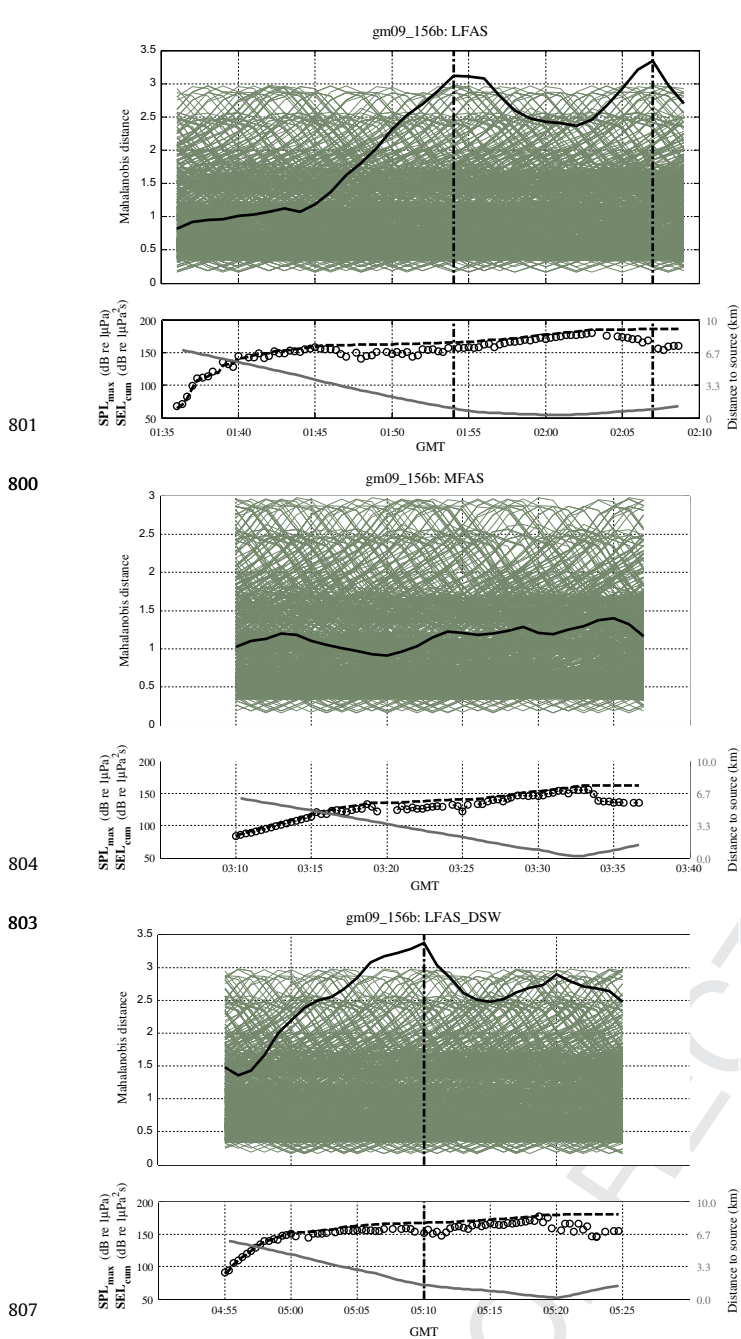 gm09_156b: LFAS
3.5
3
2.5
2
1.5
1
0.5
0
Mahalanobis distance
200
150
100
50
SPLmax (dB re 1µPa)
SELcum (dB re 1µPa²s)
10
6.7
3.3
0
Distance to source (km)
01:35 01:40 01:45 01:50 01:55 02:00 02:05 02:10
GMT
801
800
gm09_156b: MFAS
3
2.5
2
1.5
1
0.5
0
Mahalanobis distance
200
150
100
50
SPLmax (dB re 1µPa)
SELcum (dB re 1µPa²s)
10.0
6.7
3.3
0.0
Distance to source (km)
03:10 03:15 03:20 03:25 03:30 03:35 03:40
GMT
804
803
gm09_156b: LFAS_DSW
3.5
3
2.5
2
1.5
1
0.5
0
Mahalanobis distance
200
150
100
50
SPLmax (dB re 1µPa)
SELcum (dB re 1µPa²s)
10.0
6.7
3.3
0.0
Distance to source (km)
04:55 05:00 05:05 05:10 05:15 05:20 05:25
GMT
807